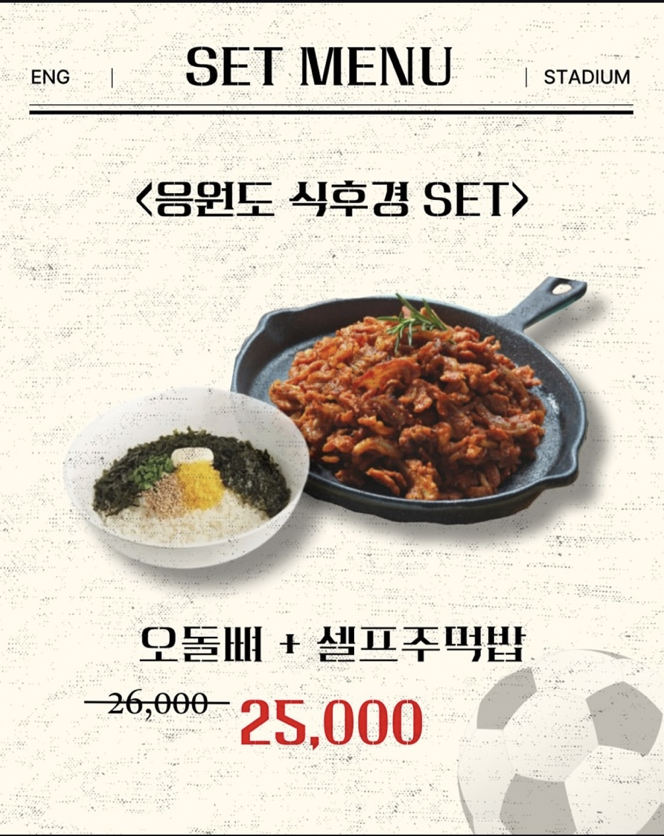 SET MENU
ENG | | STADIUM
<응원도 식후경 SET>
오돌뼈 + 셀프주먹밥
26,000 25,000